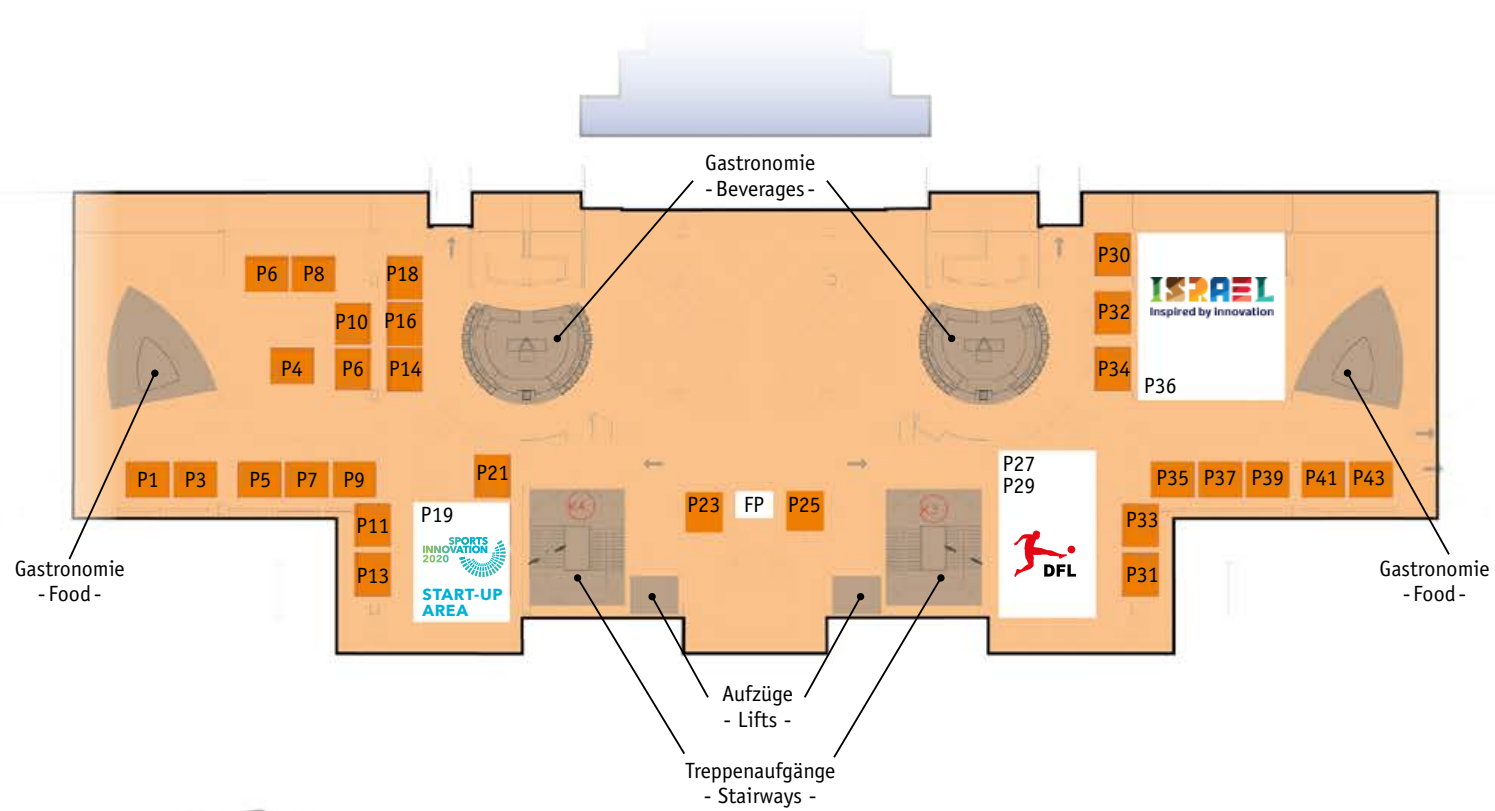 Gastronomie
- Beverages -
P6
P8
P18
P10
P16
P4
P6
P14
P30
P32
P34
ISRAEL
Inspired by innovation
P36
P1
P3
P5
P7
P9
P21
P11
P13
P19
SPORTS
INNOVATION
2020
START-UP
AREA
P23
FP
P25
P27
P29
DFL
P35
P37
P39
P41
P43
P33
P31
Gastronomie
- Food -
Gastronomie
- Food -
Aufzüge
- Lifts -
Treppenaufgänge
- Stairways -